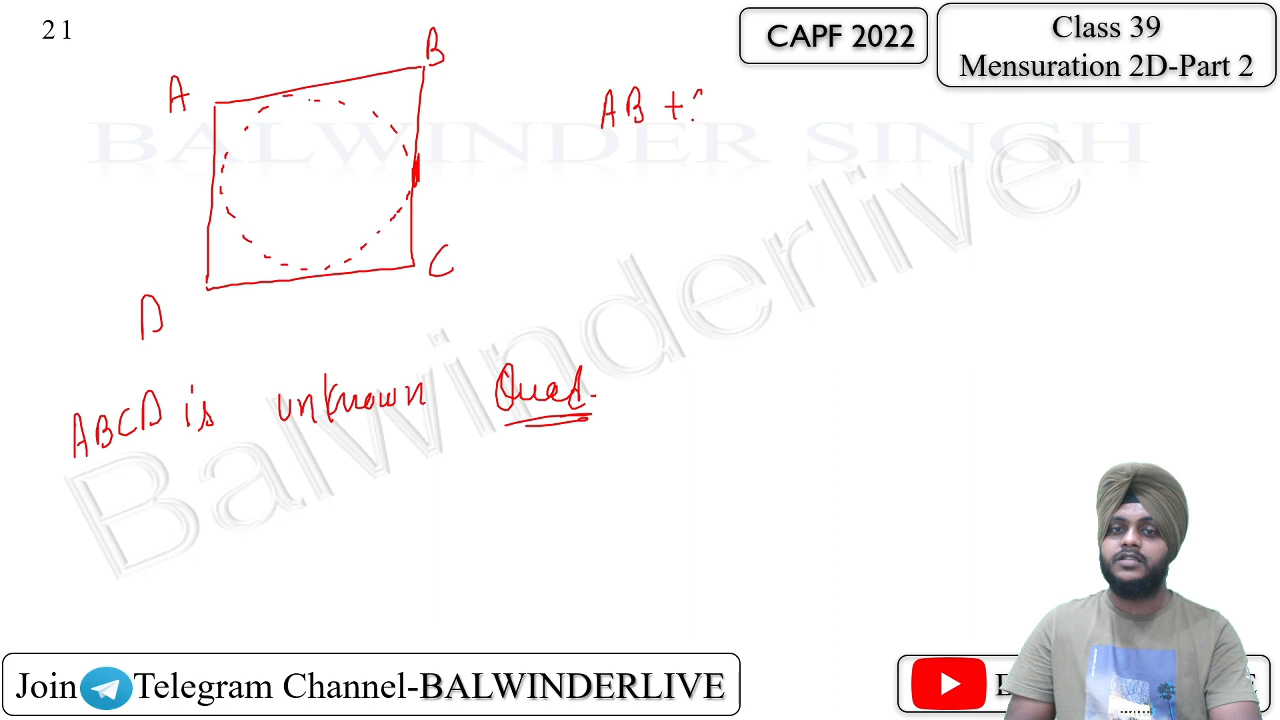 21
CAPF 2022
Class 39
Mensuration 2D-Part 2
BALWINDER SINGH
A
B
AB +
C
D
ABCD is unknown Quad.
Balwinderlive
Join Telegram Channel-BALWINDERLIVE